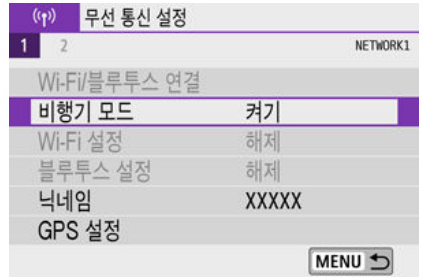 무선 통신 설정
1 2 NETWORK1
Wi-Fi/블루투스 연결
비행기 모드 켜기
Wi-Fi 설정 해제
블루투스 설정 해제
닉네임 XXXXX
GPS 설정
MENU